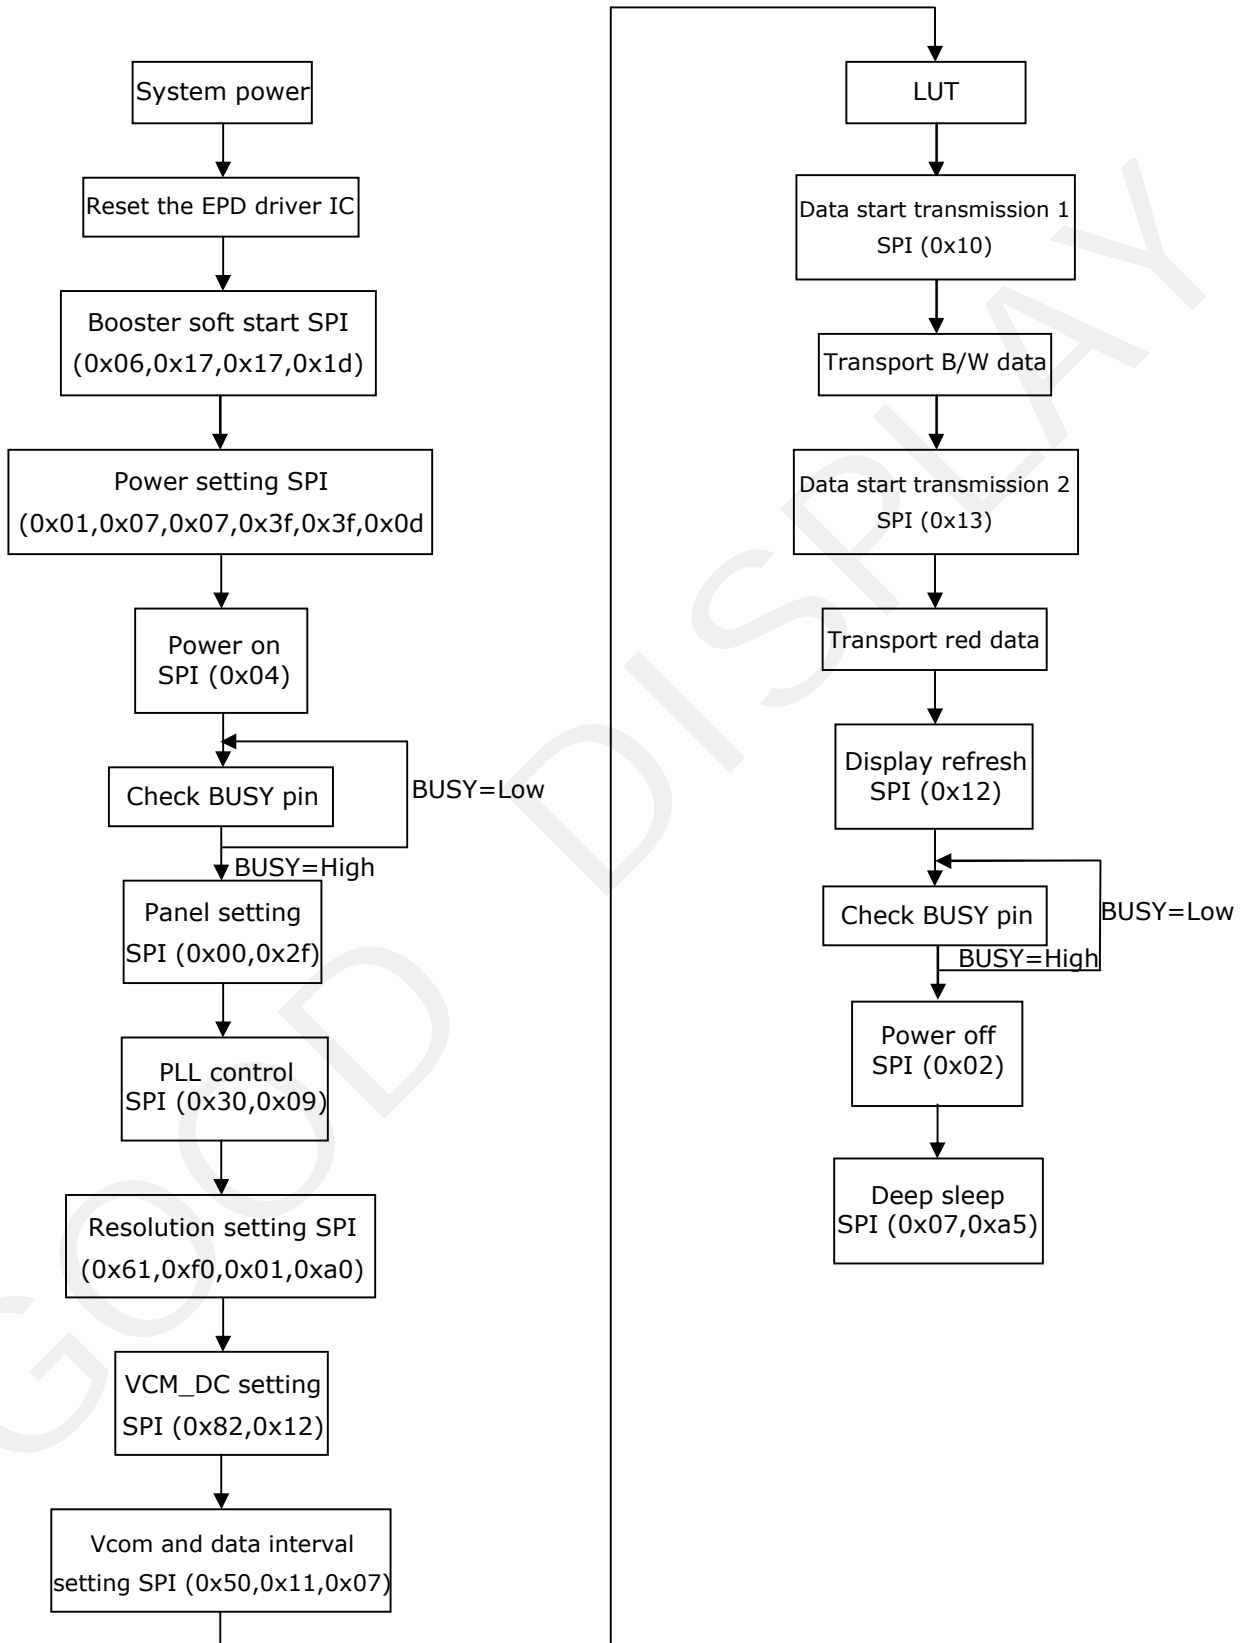 System power
Reset the EPD driver IC
Booster soft start SPI
(0x06,0x17,0x17,0x1d)
Power setting SPI
(0x01,0x07,0x07,0x3f,0x3f,0x0d
Power on
SPI (0x04)
Check BUSY pin
BUSY=Low
BUSY=High
Panel setting
SPI (0x00,0x2f)
PLL control
SPI (0x30,0x09)
Resolution setting SPI
(0x61,0xf0,0x01,0xa0)
VCM_DC setting
SPI (0x82,0x12)
Vcom and data interval
setting SPI (0x50,0x11,0x07)
LUT
Data start transmission 1
SPI (0x10)
Transport B/W data
Data start transmission 2
SPI (0x13)
Transport red data
Display refresh
SPI (0x12)
Check BUSY pin
BUSY=Low
BUSY=High
Power off
SPI (0x02)
Deep sleep
SPI (0x07,0xa5)
GOOD DISPLAY